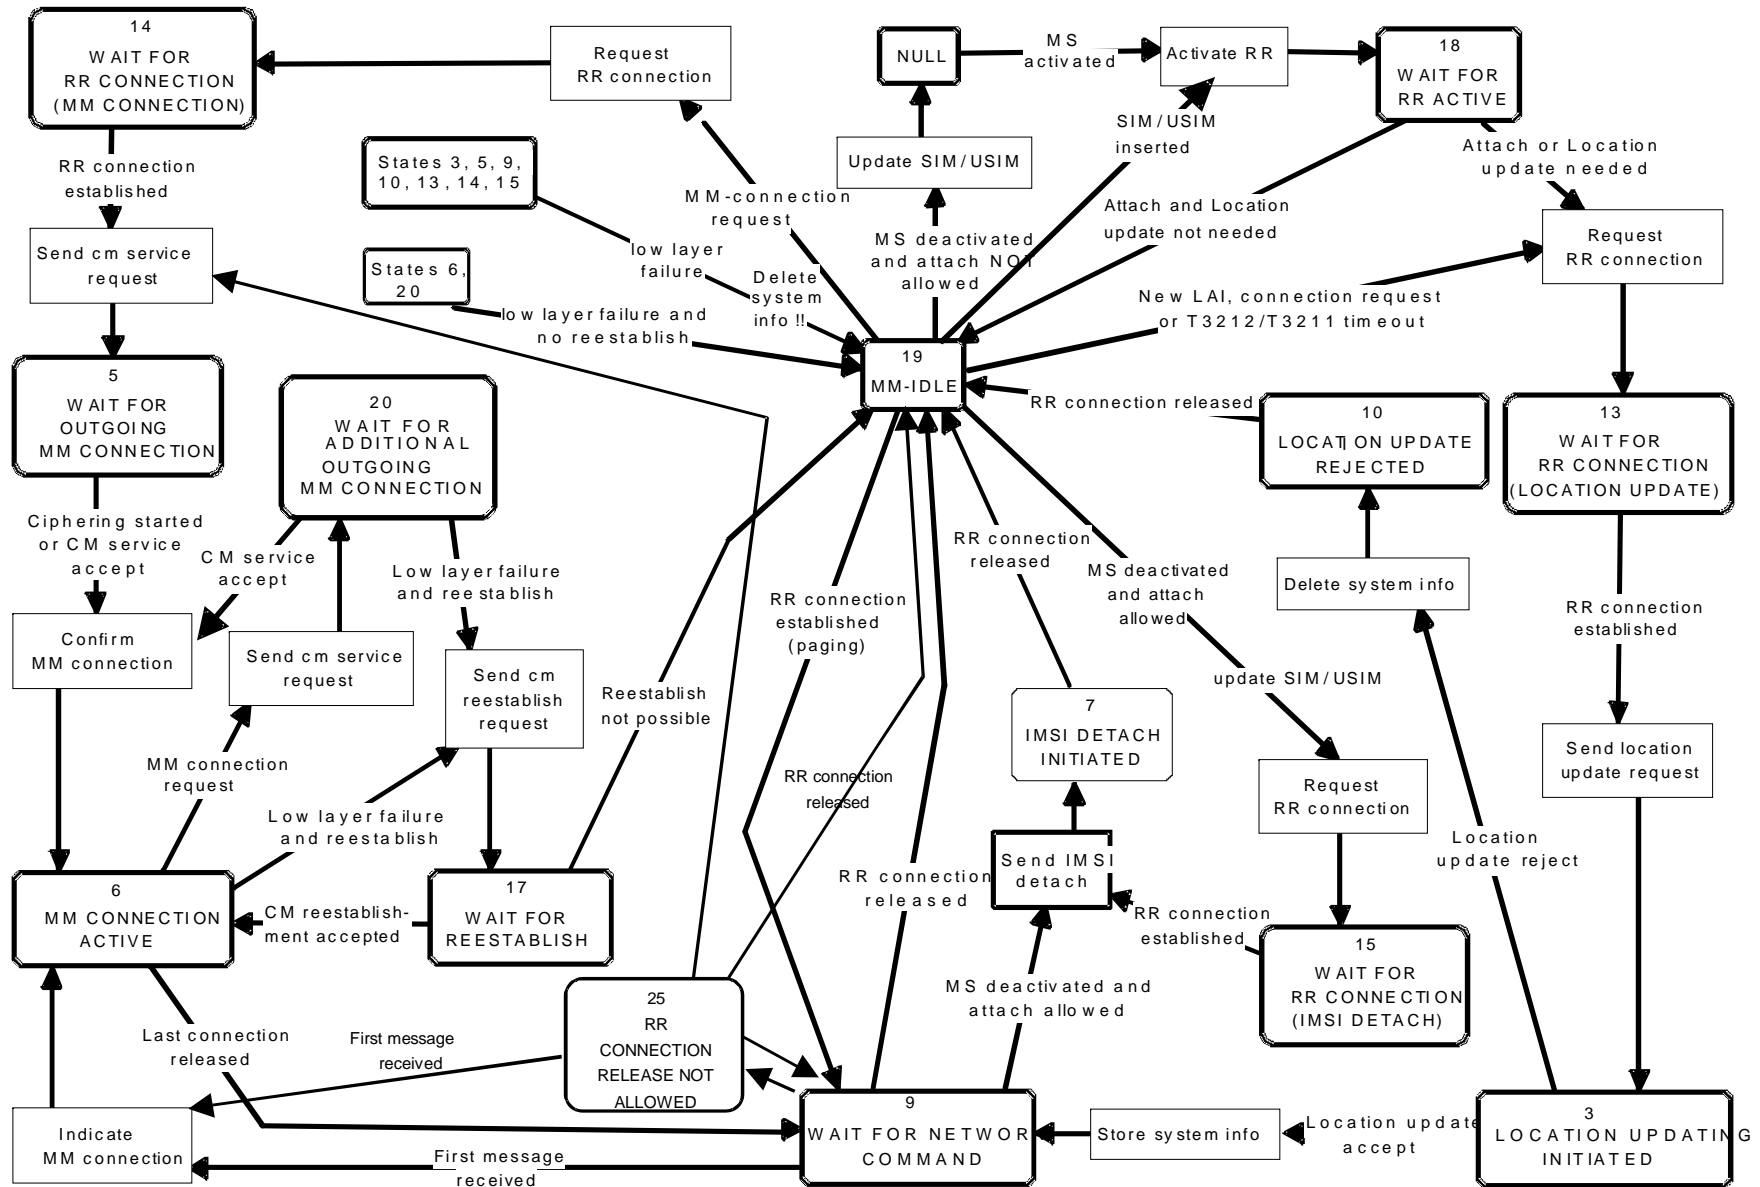 14
WAIT FOR
RR CONNECTION
(MM CONNECTION)
Request
RR connection
NULL
MS
activated
Activate RR
18
WAIT FOR
RR ACTIVE
RR connection
established
States 3, 5, 9,
10, 13, 14, 15
Update SIM/USIM
SIM/USIM
inserted
Attach or Location
update needed
MM-connection
request
Attach and Location
update not needed
Send cm service
request
States 6,
20
low layer
failure
Delete
system
info !!
MS deactivated
and attach NOT
allowed
Request
RR connection
low layer failure and
no reestablish
New LAI, connection request
or T3212/T3211 timeout
19
MM-IDLE
5
WAIT FOR
OUTGOING
MM CONNECTION
20
WAIT FOR
ADDITIONAL
OUTGOING
MM CONNECTION
RR connection released
10
LOCATION UPDATE
REJECTED
13
WAIT FOR
RR CONNECTION
(LOCATION UPDATE)
Ciphering started
or CM service
accept
CM service
accept
Low layer failure
and reestablish
RR connection
released
MS deactivated
and attach
allowed
Delete system info
RR connection
established
(paging)
RR connection
established
Confirm
MM connection
Send cm service
request
Send cm
reestablish
request
Reestablish
not possible
update SIM/USIM
7
IMSI DETACH
INITIATED
Send location
update request
MM connection
request
RR connection
released
Request
RR connection
Low layer failure
and reestablish
Location
update reject
Send IMSI
detach
6
MM CONNECTION
ACTIVE
CM reestablish-
ment accepted
17
WAIT FOR
REESTABLISH
RR connection
released
RR connection
established
15
WAIT FOR
RR CONNECTION
(IMSI DETACH)
MS deactivated and
attach allowed
25
RR
CONNECTION
RELEASE NOT
ALLOWED
Last connection
released
First message
received
Indicate
MM connection
First message
received
9
WAIT FOR NETWOR
COMMAND
Store system info
Location update
accept
3
LOCATION UPDATING
INITIATED